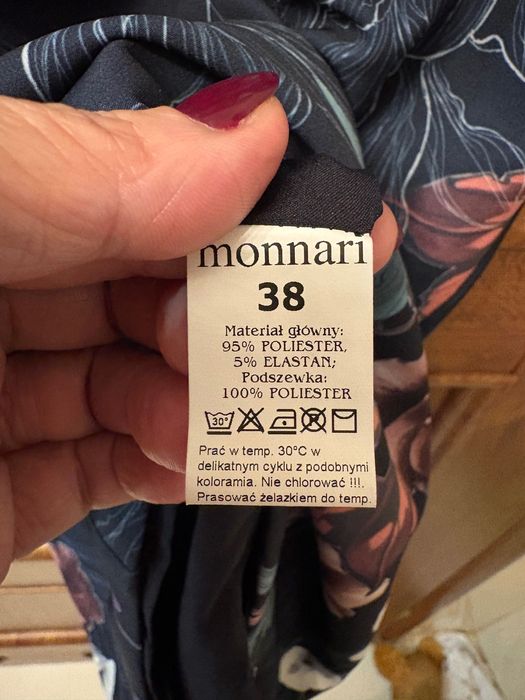 monnari
38
Materiał główny:
95% POLIESTER,
5% ELASTAN;
Podszewka:
100% POLIESTER
30°
Prać w temp. 30°C w
delikatnym cyklu z podobnymi
koloramia. Nie chlorować !!!.
Prasować żelazkiem do temp.